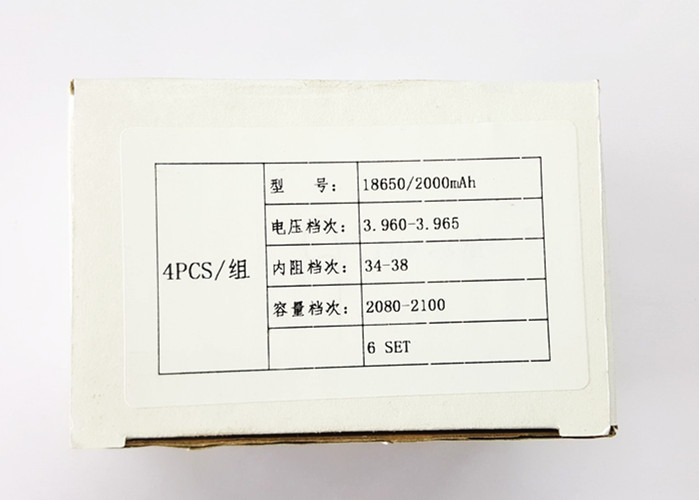 4PCS/组
型 号: 18650/2000mAh
电压档次: 3.960-3.965
内阻档次: 34-38
容量档次: 2080-2100
6 SET